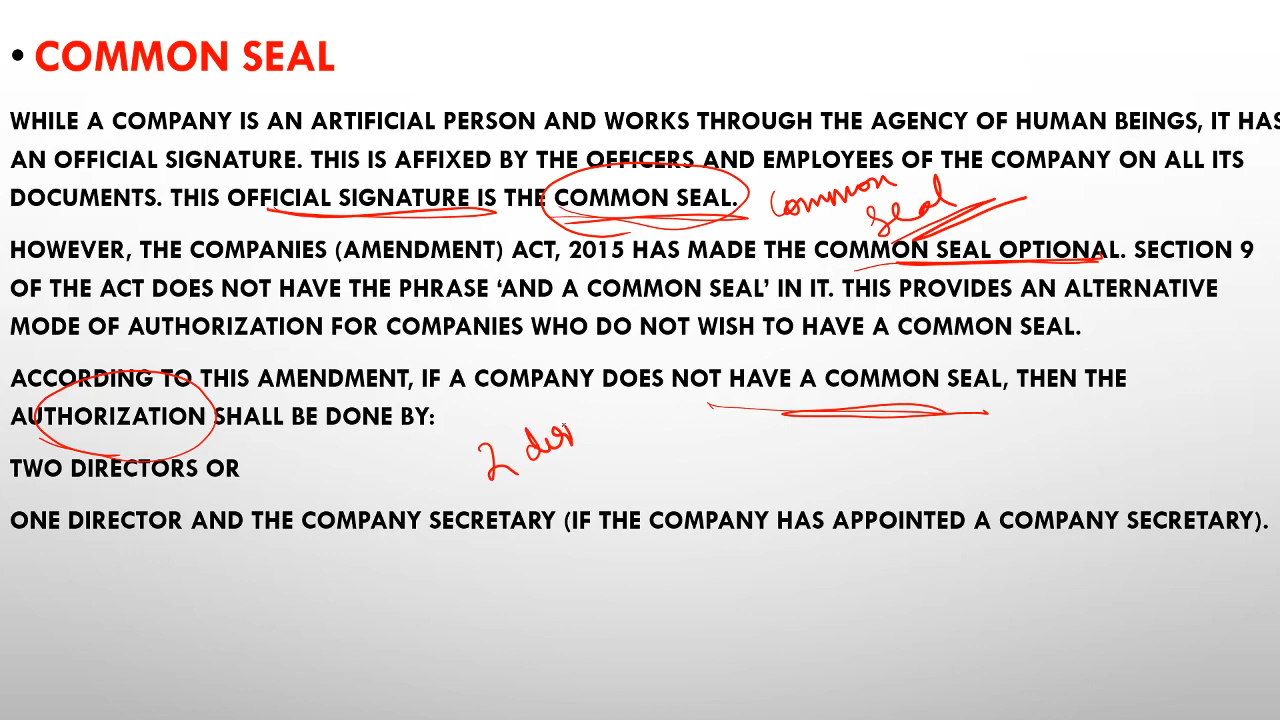 • COMMON SEAL
WHILE A COMPANY IS AN ARTIFICIAL PERSON AND WORKS THROUGH THE AGENCY OF HUMAN BEINGS, IT HAS
AN OFFICIAL SIGNATURE. THIS IS AFFIXED BY THE OFFICERS AND EMPLOYEES OF THE COMPANY ON ALL ITS
DOCUMENTS. THIS OFFICIAL SIGNATURE IS THE COMMON SEAL.
Common
Seal
HOWEVER, THE COMPANIES (AMENDMENT) ACT, 2015 HAS MADE THE COMMON SEAL OPTIONAL. SECTION 9
OF THE ACT DOES NOT HAVE THE PHRASE ‘AND A COMMON SEAL’ IN IT. THIS PROVIDES AN ALTERNATIVE
MODE OF AUTHORIZATION FOR COMPANIES WHO DO NOT WISH TO HAVE A COMMON SEAL.
ACCORDING TO THIS AMENDMENT, IF A COMPANY DOES NOT HAVE A COMMON SEAL, THEN THE
AUTHORIZATION SHALL BE DONE BY:
2 dir
TWO DIRECTORS OR
ONE DIRECTOR AND THE COMPANY SECRETARY (IF THE COMPANY HAS APPOINTED A COMPANY SECRETARY).